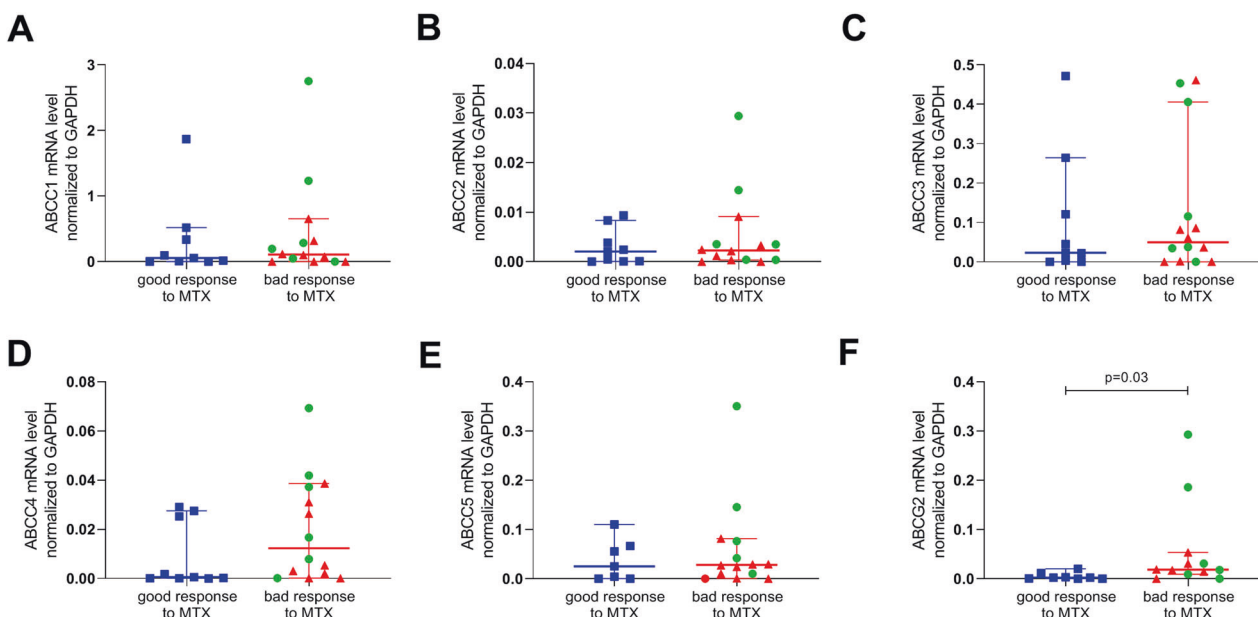 A
ABCC1 mRNA level
normalized to GAPDH
3
2
1
0
good response
to MTX
bad response
to MTX
B
ABCC2 mRNA level
normalized to GAPDH
0.04
0.03
0.02
0.01
0.00
good response
to MTX
bad response
to MTX
C
ABCC3 mRNA level
normalized to GAPDH
0.5
0.4
0.3
0.2
0.1
0.0
good response
to MTX
bad response
to MTX
D
ABCC4 mRNA level
normalized to GAPDH
0.08
0.06
0.04
0.02
0.00
good response
to MTX
bad response
to MTX
E
ABCC5 mRNA level
normalized to GAPDH
0.4
0.3
0.2
0.1
0.0
good response
to MTX
bad response
to MTX
F
ABCG2 mRNA level
normalized to GAPDH
0.4
0.3
0.2
0.1
0.0
p=0.03
good response
to MTX
bad response
to MTX